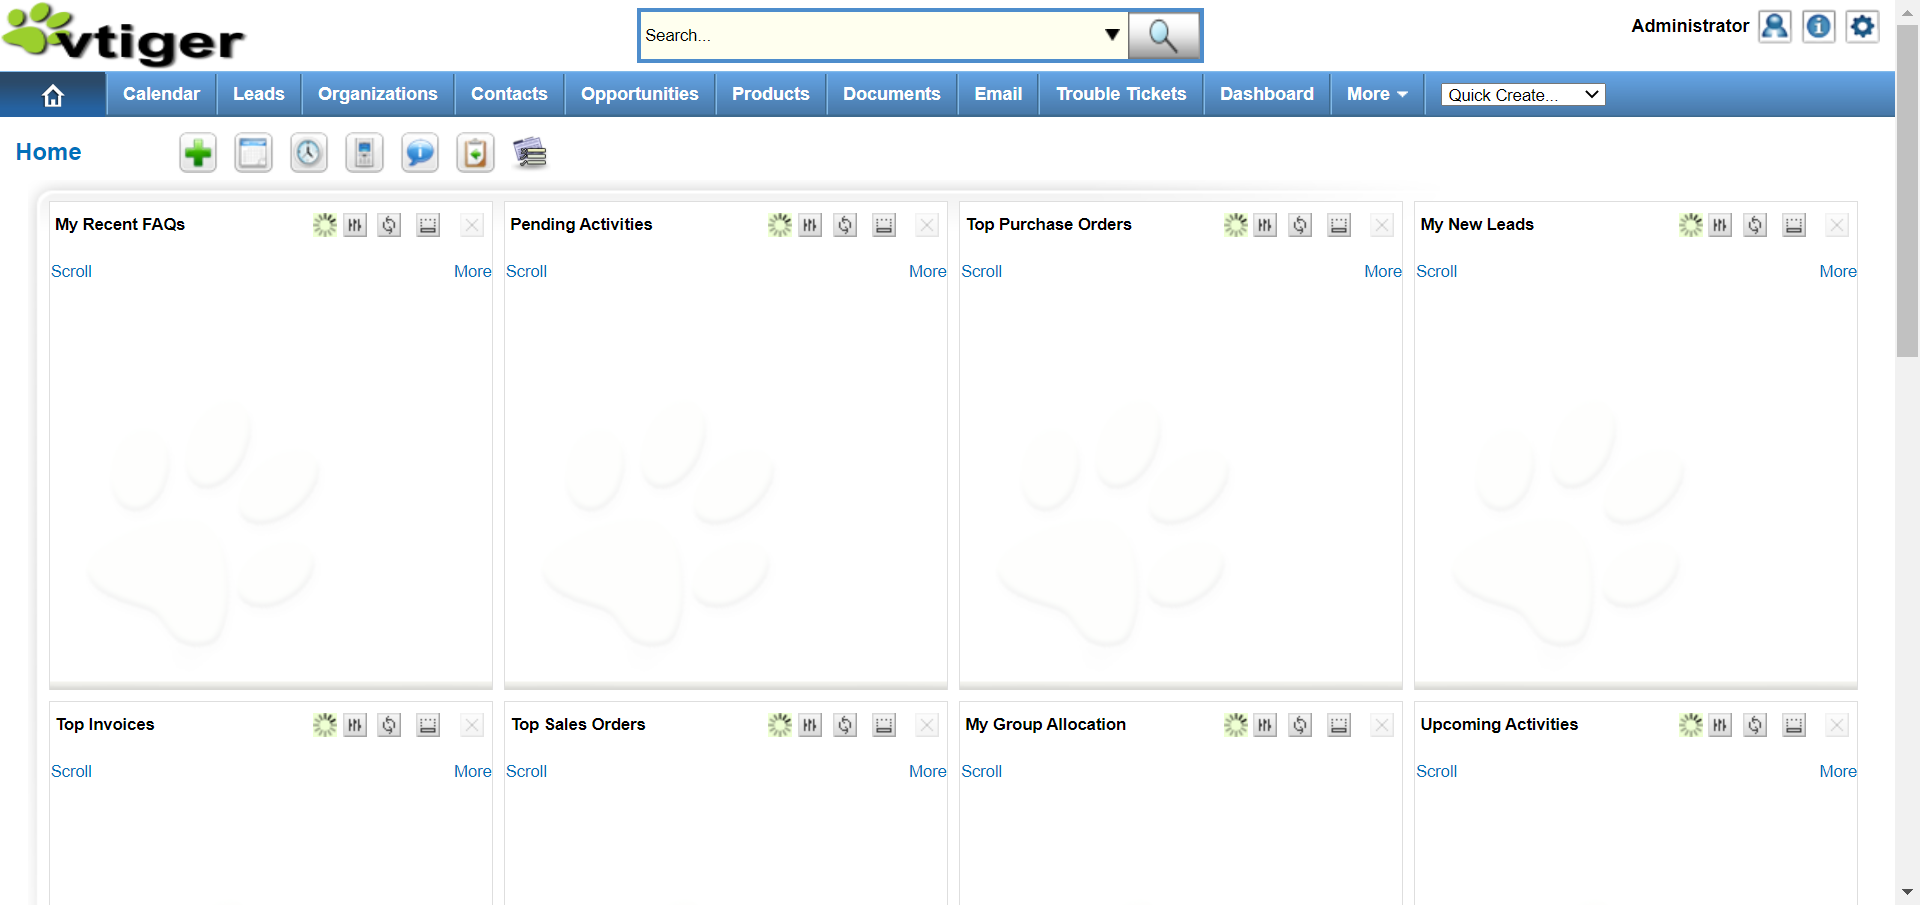 vtiger
Search...
Administrator
Calendar Leads Organizations Contacts Opportunities Products Documents Email Trouble Tickets Dashboard More Quick Create...
Home
My Recent FAQs Pending Activities Top Purchase Orders My New Leads
Scroll More Scroll More Scroll More Scroll More
Top Invoices Top Sales Orders My Group Allocation Upcoming Activities
Scroll More Scroll More Scroll Scroll More